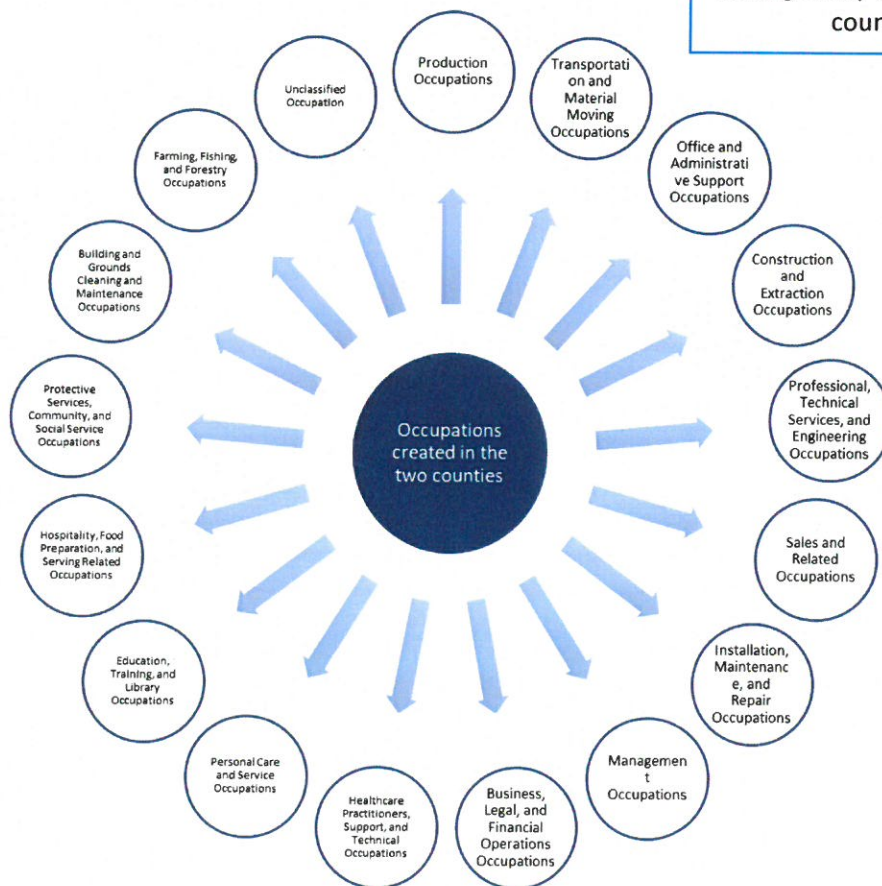 coun
Production
Occupations
Transportati
on and
Material
Moving
Occupations
Office and
Administrati
ve Support
Occupations
Construction
and
Extraction
Occupations
Professional,
Technical
Services, and
Engineering
Occupations
Sales and
Related
Occupations
Installation,
Maintenanc
e, and
Repair
Occupations
Managemen
t
Occupations
Business,
Legal, and
Financial
Operations
Occupations
Healthcare
Practitioners,
Support, and
Technical
Occupations
Personal Care
and Service
Occupations
Education,
Training, and
Library
Occupations
Hospitality, Food
Preparation, and
Serving Related
Occupations
Protective
Services,
Community, and
Social Service
Occupations
Building and
Grounds
Cleaning and
Maintenance
Occupations
Farming, Fishing,
and Forestry
Occupations
Unclassified
Occupation
Occupations
created in the
two counties